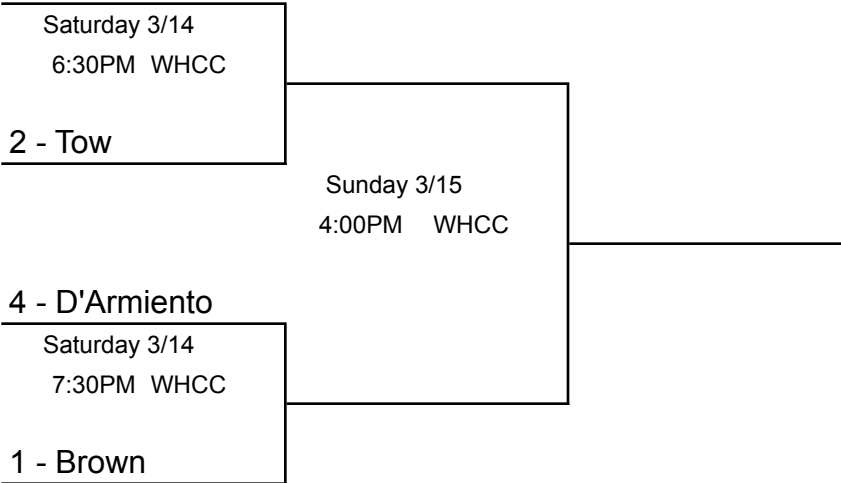 Saturday 3/14
6:30PM WHCC
2 - Tow
Sunday 3/15
4:00PM WHCC
4 - D'Armiento
Saturday 3/14
7:30PM WHCC
1 - Brown